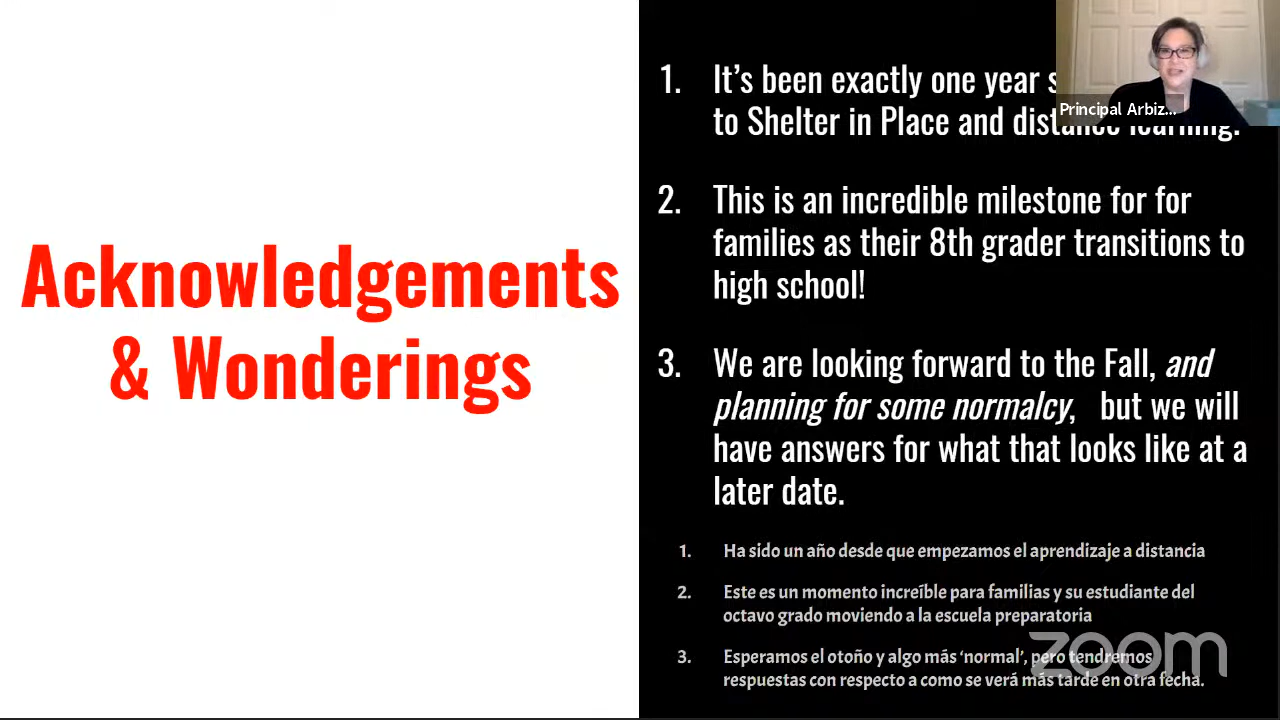 Acknowledgements
& Wonderings
1. It's been exactly one year
to Shelter in Place and distance learning.
2. This is an incredible milestone for for
families as their 8th grader transitions to
high school!
3. We are looking forward to the Fall, and
planning for some normalcy, but we will
have answers for what that looks like at a
later date.
1. Ha sido un año desde que empezamos el aprendizaje a distancia
2. Este es un momento increíble para familias y su estudiante del
octavo grado moviendo a la escuela preparatoria
3. Esperamos el otoño y algo más ‘normal’, pero tendremos
respuestas con respecto a como se verá más tarde en otra fecha.
Principal Arbiz...
zoom